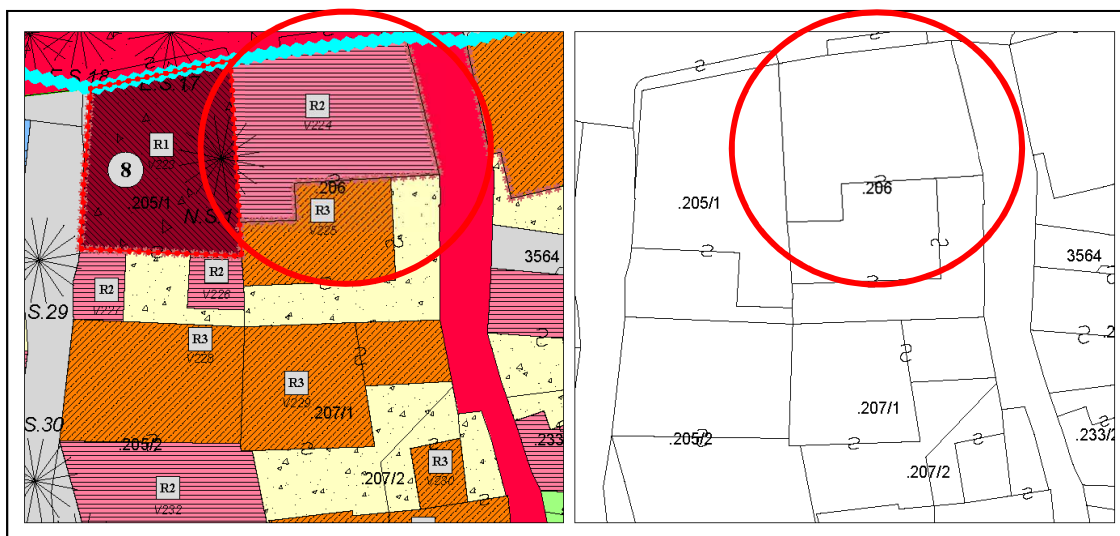 E.S.18
E.S.17
R2
V224
R1
8
.206
.205/1
N.S.1
R3
V225
3564
R2
V226
R2
V227
S.29
R3
V228
R3
V229
.207/1
S.30
.205/2
.233
R3
V230
.207/2
R2
V232
.206
.205/1
3564
.2
.207/1
.205/2
.233/2
.207/2